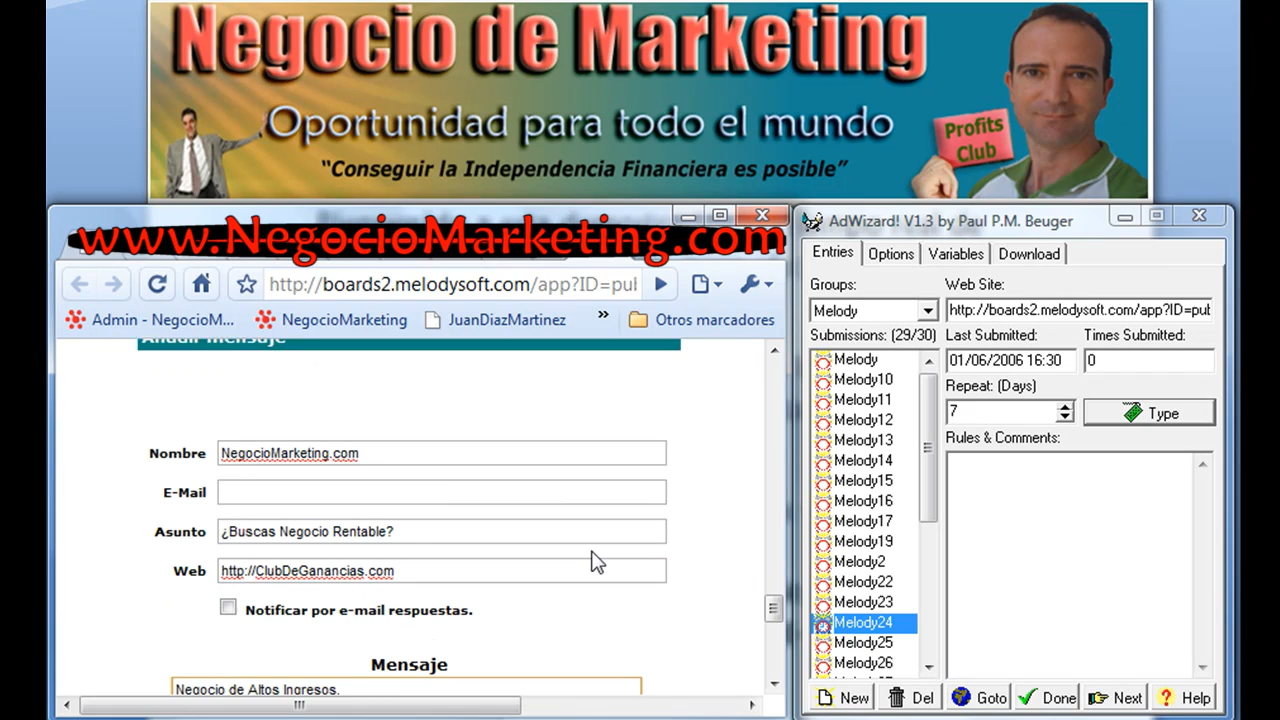 Negocio de Marketing
Oportunidad para todo el mundo
"Conseguir la Independencia Financiera es posible"
Profits
Club
www.NegocioMarketing.com
http://boards2.melodysoft.com/app?ID=pul
Admin - NegocioM...
NegocioMarketing
JuanDiazMartinez
»
Otros marcadores
Añadir mensaje
Nombre
NegocioMarketing.com
E-Mail
Asunto
¿Buscas Negocio Rentable?
Web
http://ClubDeGanancias.com
Notificar por e-mail respuestas.
Mensaje
Negocio de Altos Ingresos.
AdWizard! V1.3 by Paul P.M. Beuger
Entries
Options
Variables
Download
Groups:
Web Site:
Melody
http://boards2.melodysoft.com/app?ID=put
Submissions: (29/30)
Last Submitted:
Times Submitted:
01/06/2006 16:30
0
Repeat: (Days)
7
Type
Rules & Comments:
Melody
Melody10
Melody11
Melody12
Melody13
Melody14
Melody15
Melody16
Melody17
Melody19
Melody2
Melody22
Melody23
Melody24
Melody25
Melody26
New
Del
Goto
Done
Next
Help